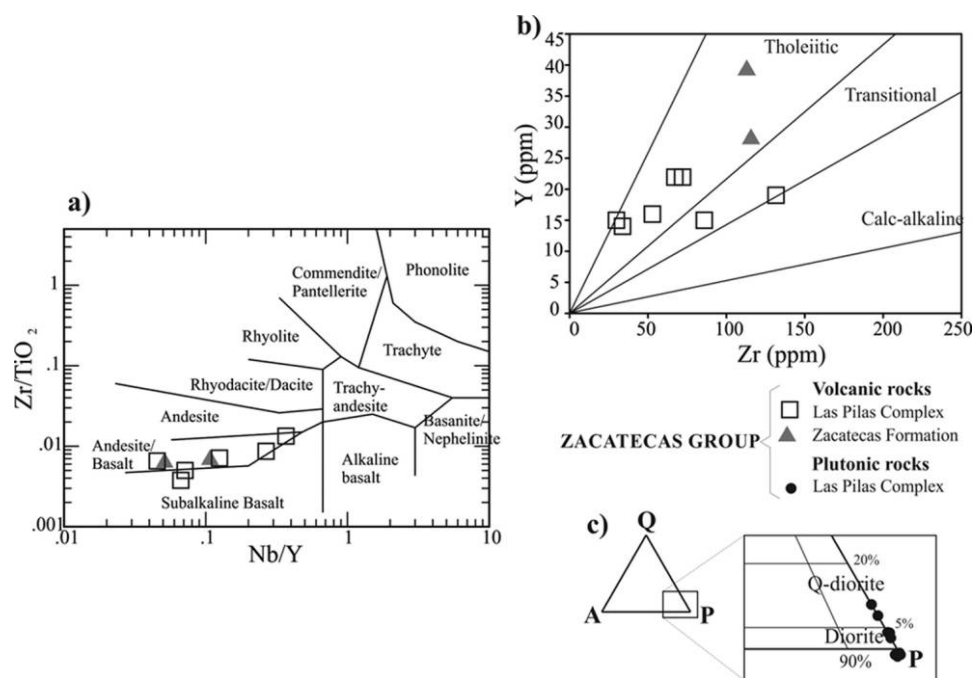 a)
Zr/TiO2
1
.1
.01
.001
.01
.1
1
10
Nb/Y
Commendite/
Pantellerite
Phonolite
Rhyolite
Trachyte
Rhyodacite/Dacite
Trachy-
andesite
Andesite
Basanite/
Nephelinite
Andesite/
Basalt
Alkaline
basalt
Subalkaline Basalt
b)
Y (ppm)
45
40
35
30
25
20
15
10
5
0
0
50
100
150
200
250
Zr (ppm)
Tholeiitic
Transitional
Calc-alkaline
ZACATECAS GROUP
Volcanic rocks
Las Pilas Complex
Zacatecas Formation
Plutonic rocks
Las Pilas Complex
c)
Q
A
P
20%
Q-diorite
5%
Diorite
90%
P